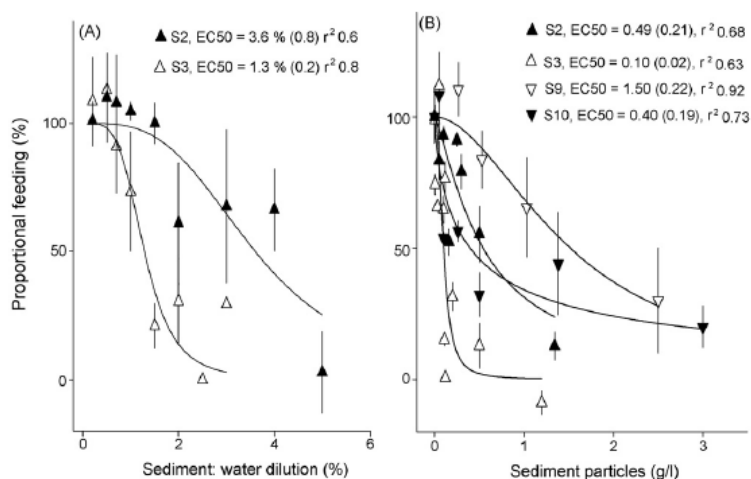 (A)
▲ S2, EC50 = 3.6 % (0.8) r² 0.6
△ S3, EC50 = 1.3 % (0.2) r² 0.8
Proportional feeding (%)
100
50
0
0
2
4
6
Sediment: water dilution (%)
(B)
▲ S2, EC50 = 0.49 (0.21), r² 0.68
△ S3, EC50 = 0.10 (0.02), r² 0.63
▽ S9, EC50 = 1.50 (0.22), r² 0.92
▼ S10, EC50 = 0.40 (0.19), r² 0.73
100
50
0
0
1
2
3
Sediment particles (g/l)